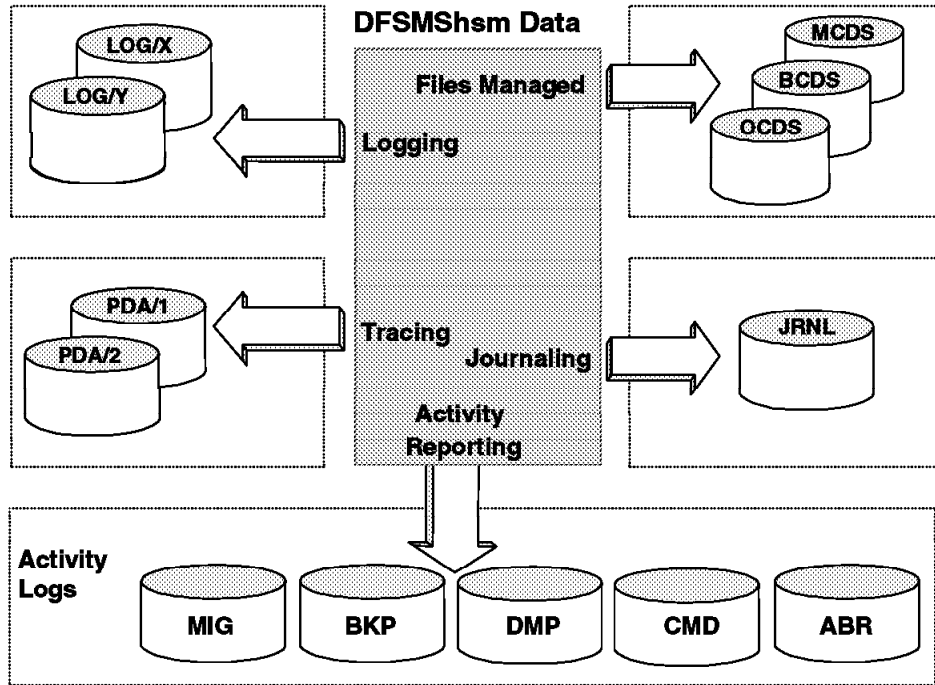 DFSMShsm Data
LOG/X
LOG/Y
Logging
Files Managed
MCDS
BCDS
OCDS
PDA/1
PDA/2
Tracing
Journaling
JRNL
Activity
Reporting
Activity
Logs
MIG
BKP
DMP
CMD
ABR